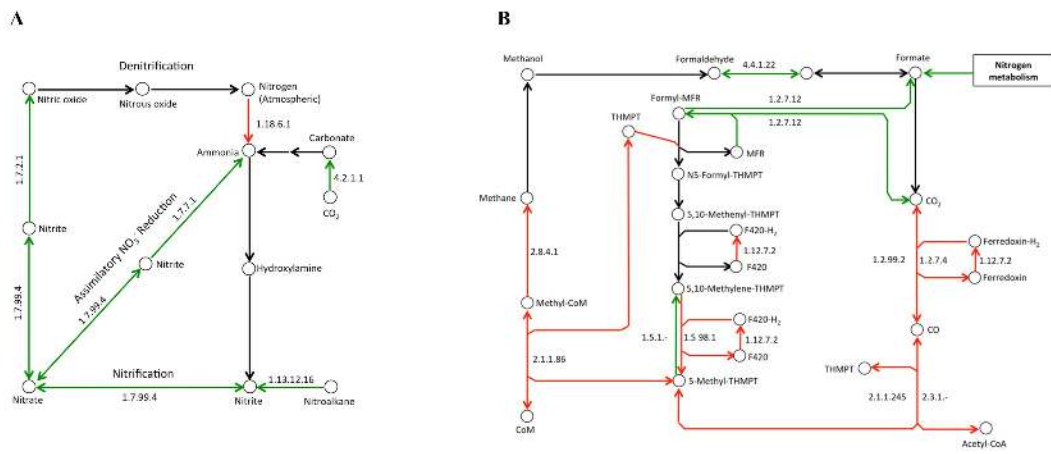 A
Denitrification
Nitric oxide
Nitrous oxide
Nitrogen
(Atmospheric)
1.18.6.1
Carbonate
Ammonia
4.2.1.1
CO₂
1.7.2.1
Assimilatory NO₃⁻ Reduction
1.7.7.1
Nitrite
Nitrite
Hydroxylamine
1.7.99.4
1.7.99.4
Nitrification
1.13.12.16
Nitrate
1.7.99.4
Nitrite
Nitroalkane
B
Methanol
Formaldehyde
4.4.1.22
Formate
Nitrogen
metabolism
Formyl-MFR
1.2.7.12
1.2.7.12
THMPT
MFR
N5-Formyl-THMPT
Methane
CO₂
5,10-Methenyl-THMPT
2.8.4.1
F420-H₂
1.12.7.2
F420
Ferredoxin-H₂
1.2.99.2
1.2.7.4
1.12.7.2
Ferredoxin
5,10-Methylene-THMPT
Methyl-CoM
F420-H₂
1.5.1.-
1.5 98.1
1.12.7.2
F420
CO
2.1.1.86
5-Methyl-THMPT
THMPT
2.1.1.245
2.3.1.-
CoM
Acetyl-CoA